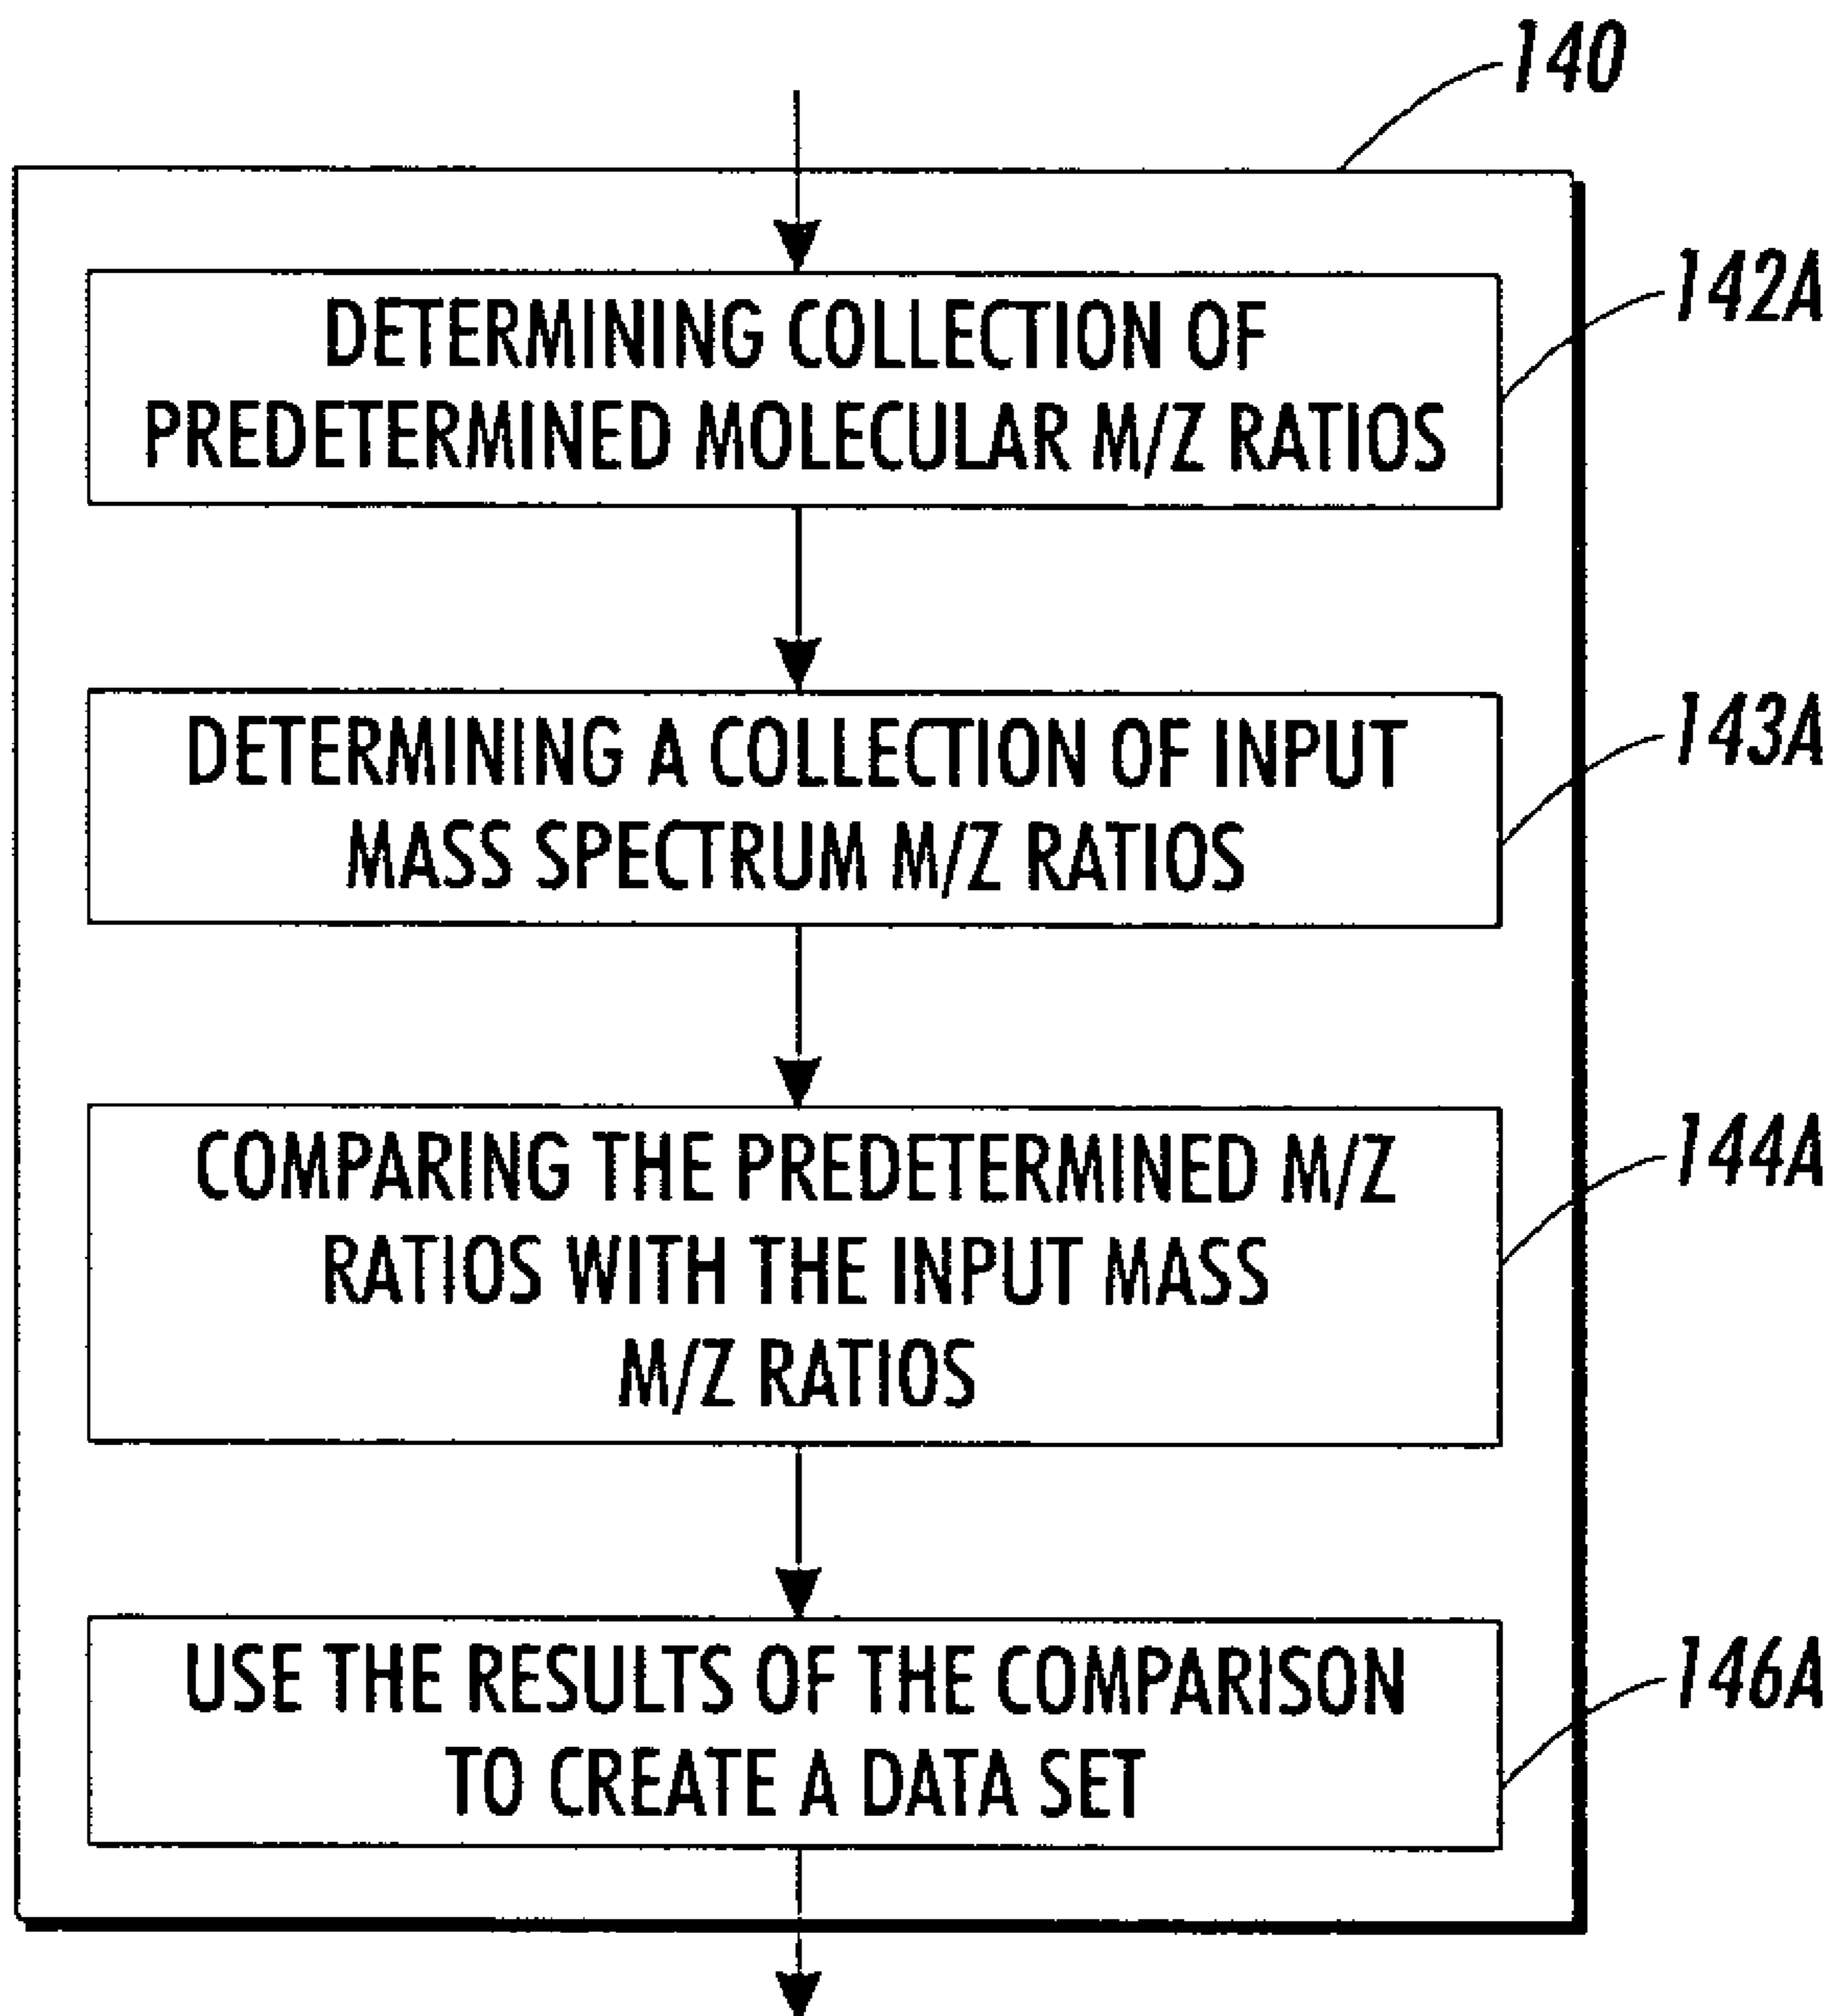 140
DETERMINING COLLECTION OF
PREDETERMINED MOLECULAR M/Z RATIOS
142A
DETERMINING A COLLECTION OF INPUT
MASS SPECTRUM M/Z RATIOS
143A
COMPARING THE PREDETERMINED M/Z
RATIOS WITH THE INPUT MASS
M/Z RATIOS
144A
USE THE RESULTS OF THE COMPARISON
TO CREATE A DATA SET
146A